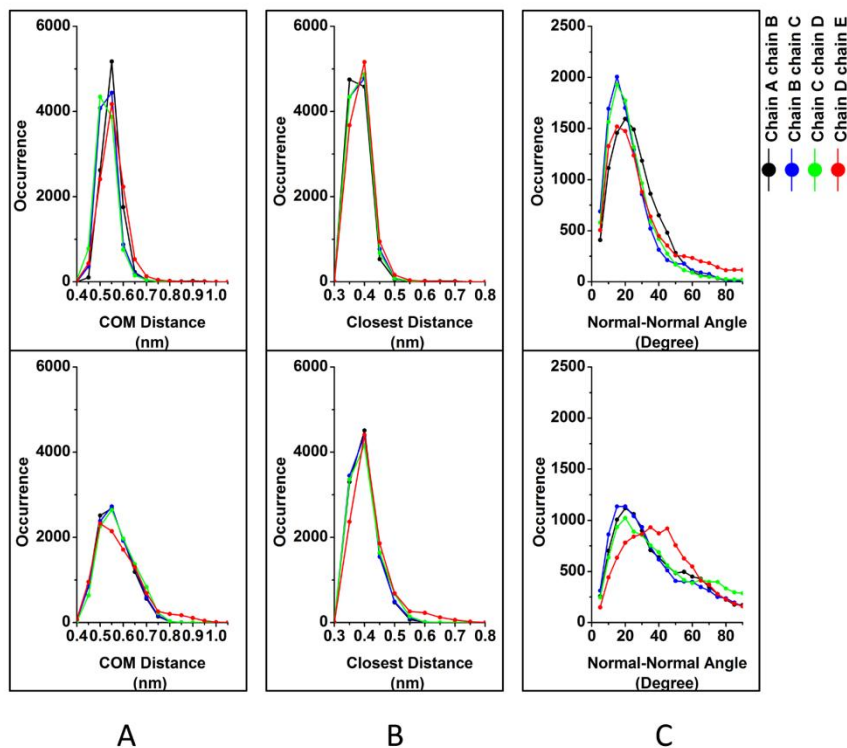 6000
4000
2000
0
Occurrence
0.4 0.5 0.6 0.7 0.8 0.9 1.0
COM Distance
(nm)
6000
4000
2000
0
Occurrence
0.3 0.4 0.5 0.6 0.7 0.8
Closest Distance
(nm)
2500
2000
1500
1000
500
0
Occurrence
0 20 40 60 80
Normal-Normal Angle
(Degree)
Chain A chain B
Chain B chain C
Chain C chain D
Chain D chain E
6000
4000
2000
0
Occurrence
0.4 0.5 0.6 0.7 0.8 0.9 1.0
COM Distance
(nm)
6000
4000
2000
0
Occurrence
0.3 0.4 0.5 0.6 0.7 0.8
Closest Distance
(nm)
2500
2000
1500
1000
500
0
Occurrence
0 20 40 60 80
Normal-Normal Angle
(Degree)
A
B
C